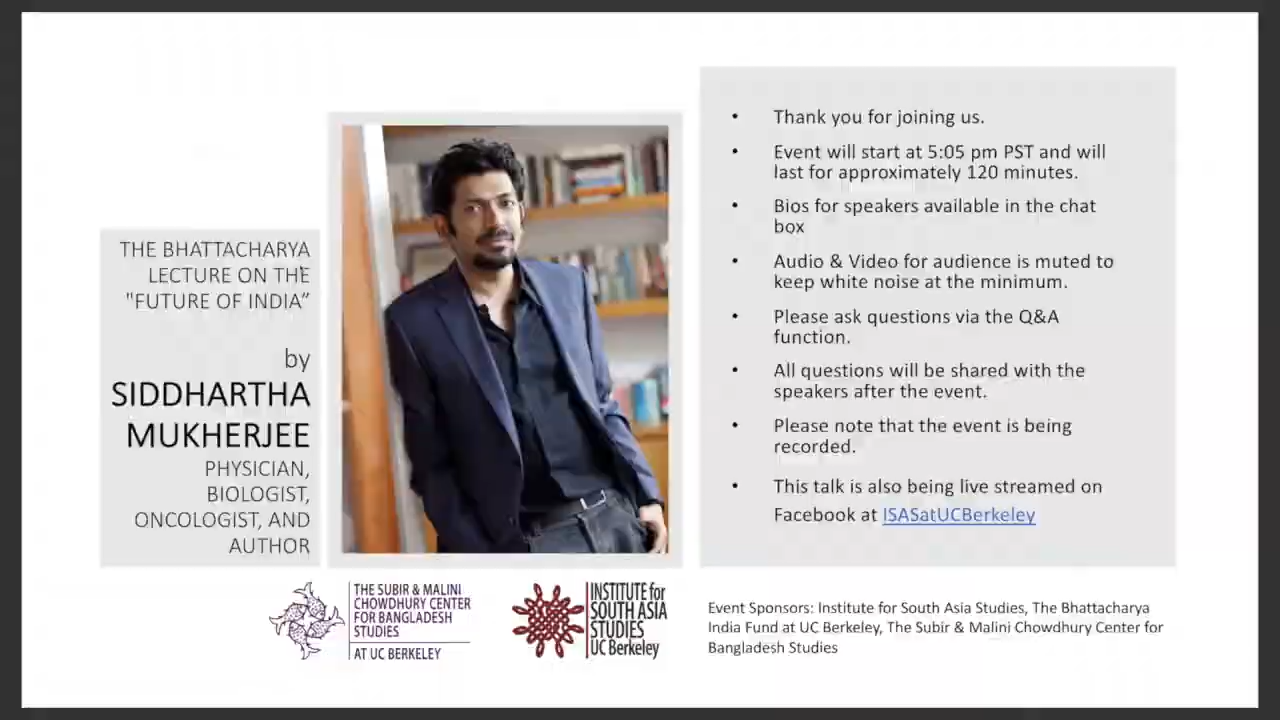 THE BHATTACHARYA
LECTURE ON THE
"FUTURE OF INDIA”
by
SIDDHARTHA
MUKHERJEE
PHYSICIAN,
BIOLOGIST,
ONCOLOGIST, AND
AUTHOR
• Thank you for joining us.
• Event will start at 5:05 pm PST and will
last for approximately 120 minutes.
• Bios for speakers available in the chat
box
• Audio & Video for audience is muted to
keep white noise at the minimum.
• Please ask questions via the Q&A
function.
• All questions will be shared with the
speakers after the event.
• Please note that the event is being
recorded.
• This talk is also being live streamed on
Facebook at ISASatUCBerkeley
THE SUBIR & MALINI
CHOWDHURY CENTER
FOR BANGLADESH
STUDIES
AT UC BERKELEY
INSTITUTE for
SOUTH ASIA
STUDIES
UC Berkeley
Event Sponsors: Institute for South Asia Studies, The Bhattacharya
India Fund at UC Berkeley, The Subir & Malini Chowdhury Center for
Bangladesh Studies